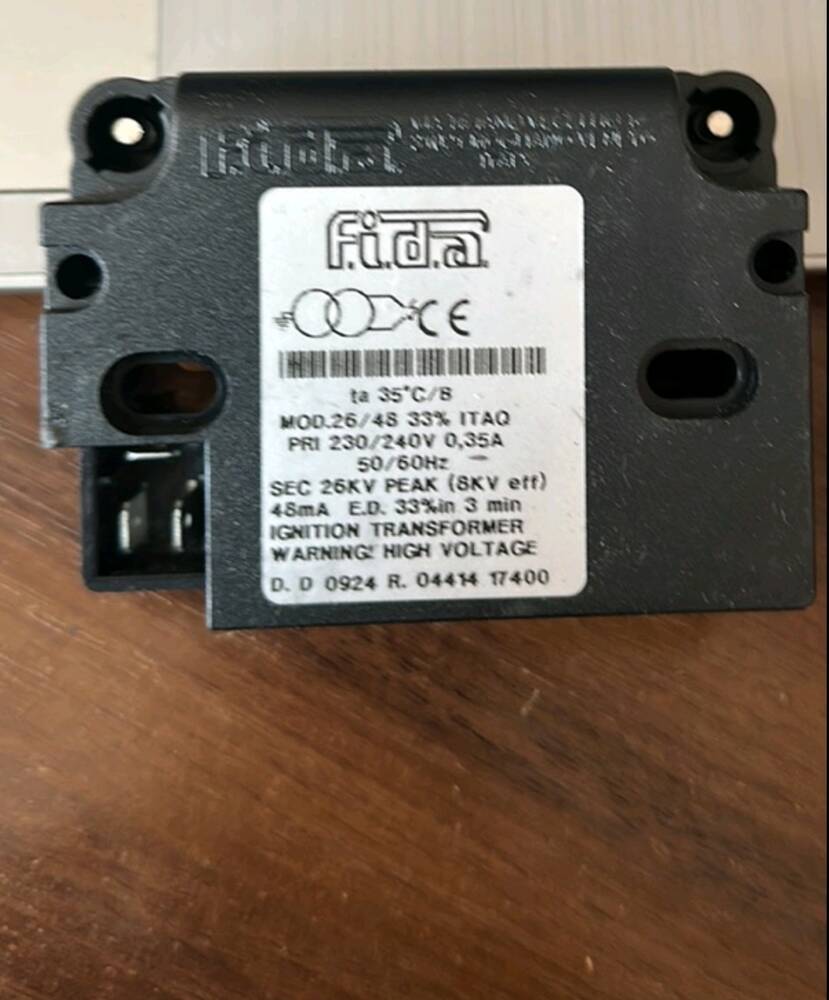 f.i.d.a.
f.i.d.a.
CE
ta 35°C/B
MOD.26/48 33% ITAQ
PRI 230/240V 0,35A
50/60Hz
SEC 26KV PEAK (8KV eff)
48mA E.D. 33%in 3 min
IGNITION TRANSFORMER
WARNING! HIGH VOLTAGE
D. D 0924 R. 04414 17400